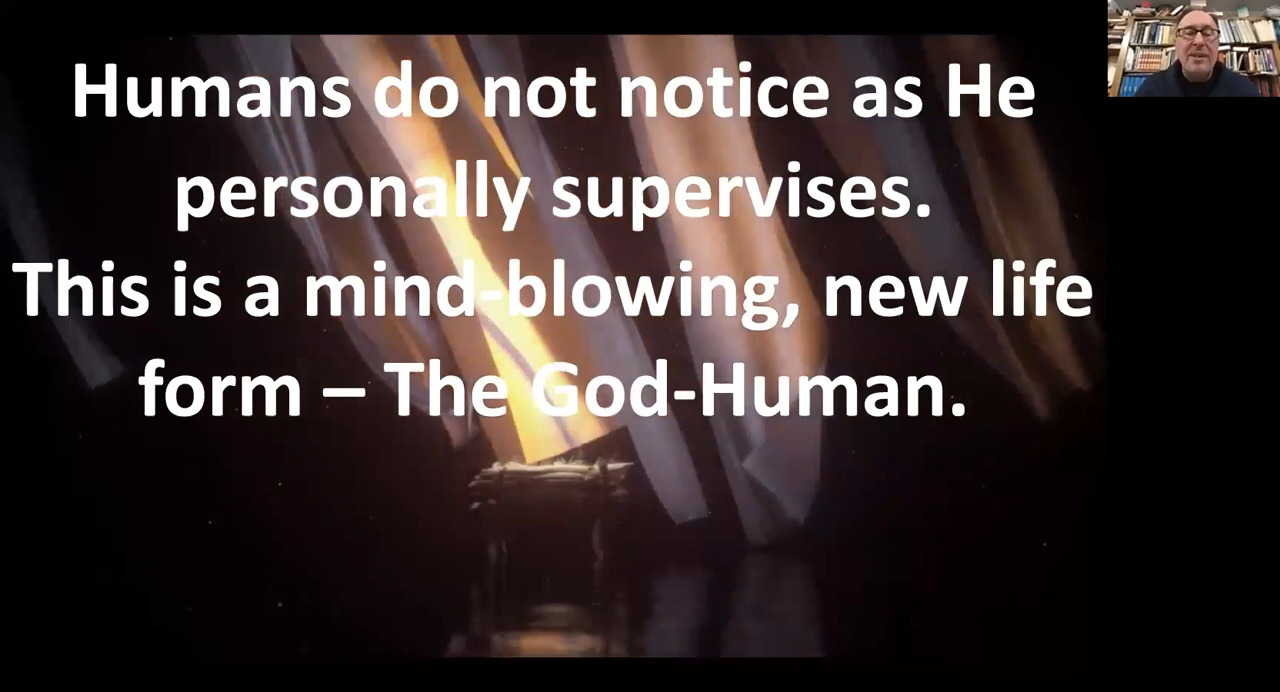 Humans do not notice as He
personally supervises.
This is a mind-blowing, new life
form – The God-Human.